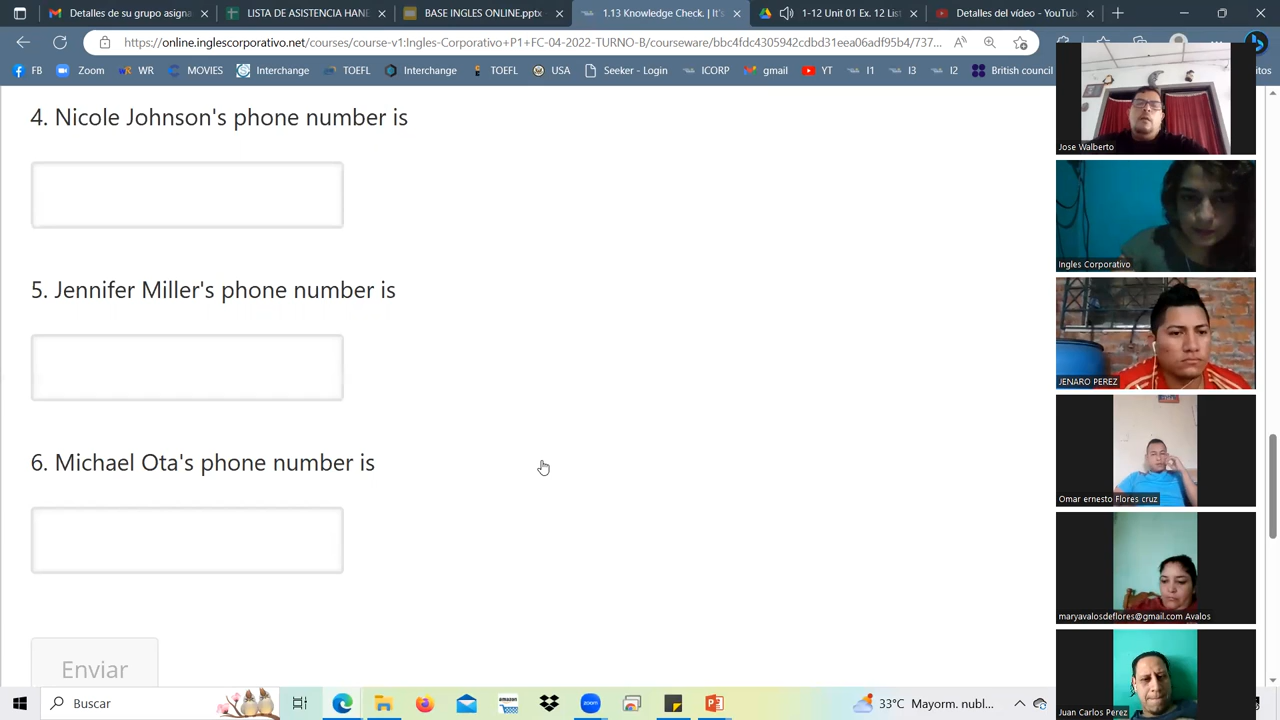 Detalles de su grupo asignan
LISTA DE ASISTENCIA HANE
BASE INGLES ONLINE.pptx
1.13 Knowledge Check. | It's
1-12 Unit 01 Ex. 12 List
Detalles del vídeo - YouTu
https://online.inglescorporativo.net/courses/course-v1:Ingles-Corporativo+P1+FC-04-2022-TURNO-B/courseware/bbc4fdc4305942cdbd31eea06adf95b4/737...
FB
Zoom
WR
MOVIES
Interchange
TOEFL
Interchange
TOEFL
USA
Seeker - Login
ICORP
gmail
YT
I1
I3
I2
British council
4. Nicole Johnson's phone number is
5. Jennifer Miller's phone number is
6. Michael Ota's phone number is
Enviar
Jose Walberto
Ingles Corporativo
JENARO PEREZ
Omar ernesto Flores cruz
maryavalosdeflores@gmail.com Avalos
Juan Carlos Perez
Buscar
amazon
zoom
33°C Mayorm. nubl...